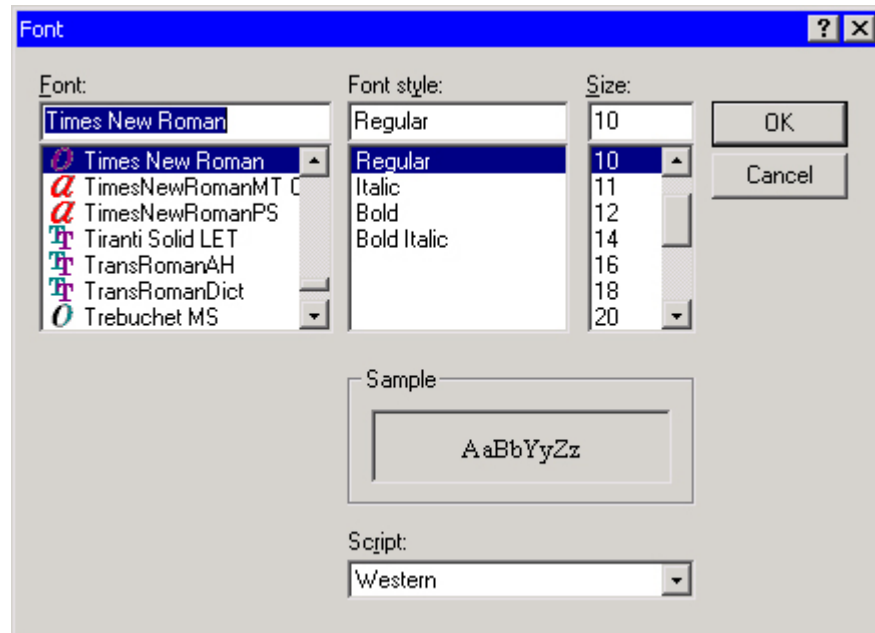 Font
Font:
Times New Roman
Times New Roman
TimesNewRomanMT C
TimesNewRomanPS
Tiranti Solid LET
TransRomanAH
TransRomanDict
Trebuchet MS
Font style:
Regular
Regular
Italic
Bold
Bold Italic
Size:
10
10
11
12
14
16
18
20
OK
Cancel
Sample
AaBbYyZz
Script:
Western